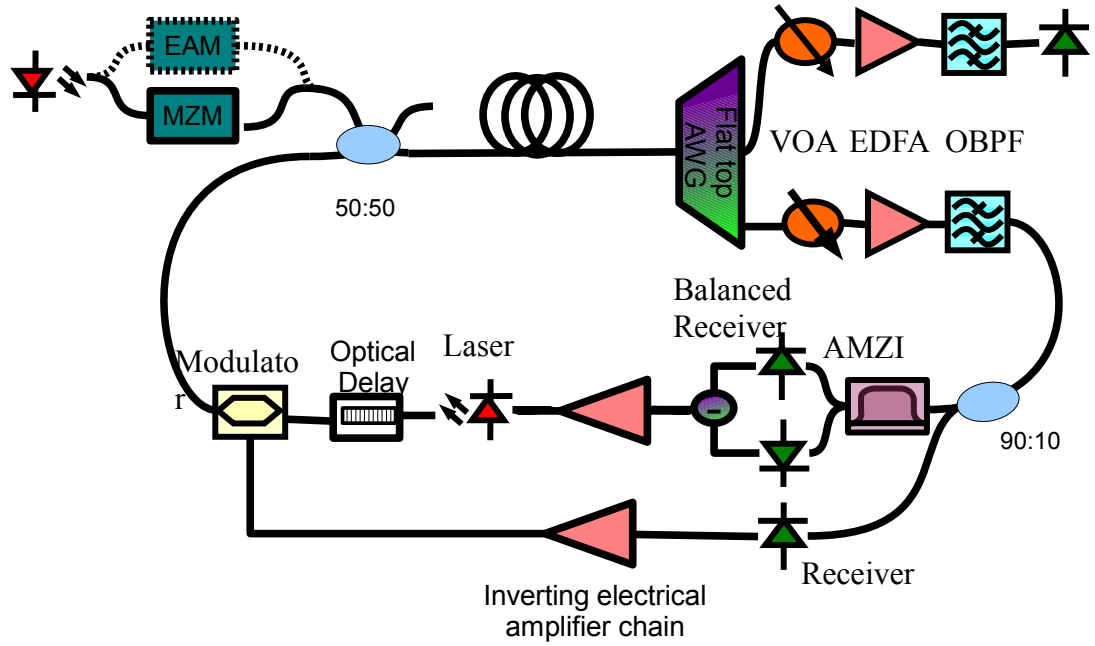 EAM
MZM
50:50
Flat top
AWG
VOA EDFA OBPF
Balanced
Receiver
AMZI
Laser
Optical
Delay
Modulato
r
-
90:10
Receiver
Inverting electrical
amplifier chain